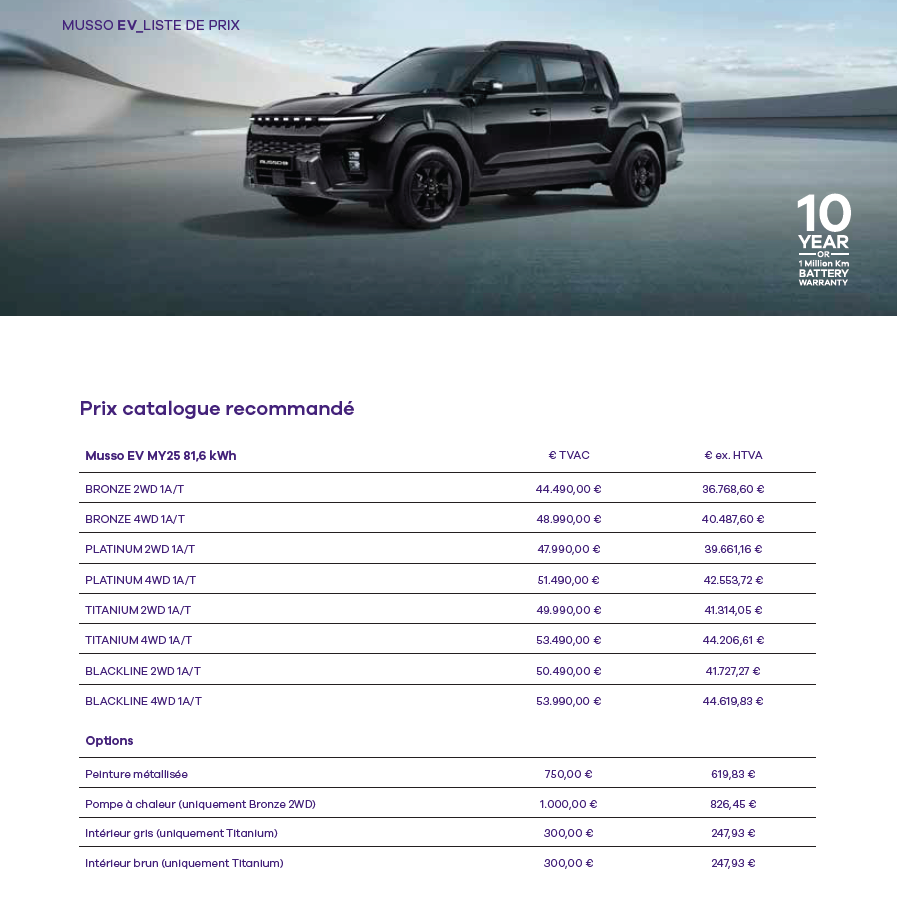 MUSSO EV_LISTE DE PRIX
MUSSO
10
YEAR
OR
1 Million Km
BATTERY
WARRANTY
Prix catalogue recommandé
Musso EV MY25 81,6 kWh € TVAC € ex. HTVA
BRONZE 2WD 1A/T 44.490,00 € 36.768,60 €
BRONZE 4WD 1A/T 48.990,00 € 40.487,60 €
PLATINUM 2WD 1A/T 47.990,00 € 39.661,16 €
PLATINUM 4WD 1A/T 51.490,00 € 42.553,72 €
TITANIUM 2WD 1A/T 49.990,00 € 41.314,05 €
TITANIUM 4WD 1A/T 53.490,00 € 44.206,61 €
BLACKLINE 2WD 1A/T 50.490,00 € 41.727,27 €
BLACKLINE 4WD 1A/T 53.990,00 € 44.619,83 €
Options
Peinture métallisée 750,00 € 619,83 €
Pompe à chaleur (uniquement Bronze 2WD) 1.000,00 € 826,45 €
Intérieur gris (uniquement Titanium) 300,00 € 247,93 €
Intérieur brun (uniquement Titanium) 300,00 € 247,93 €